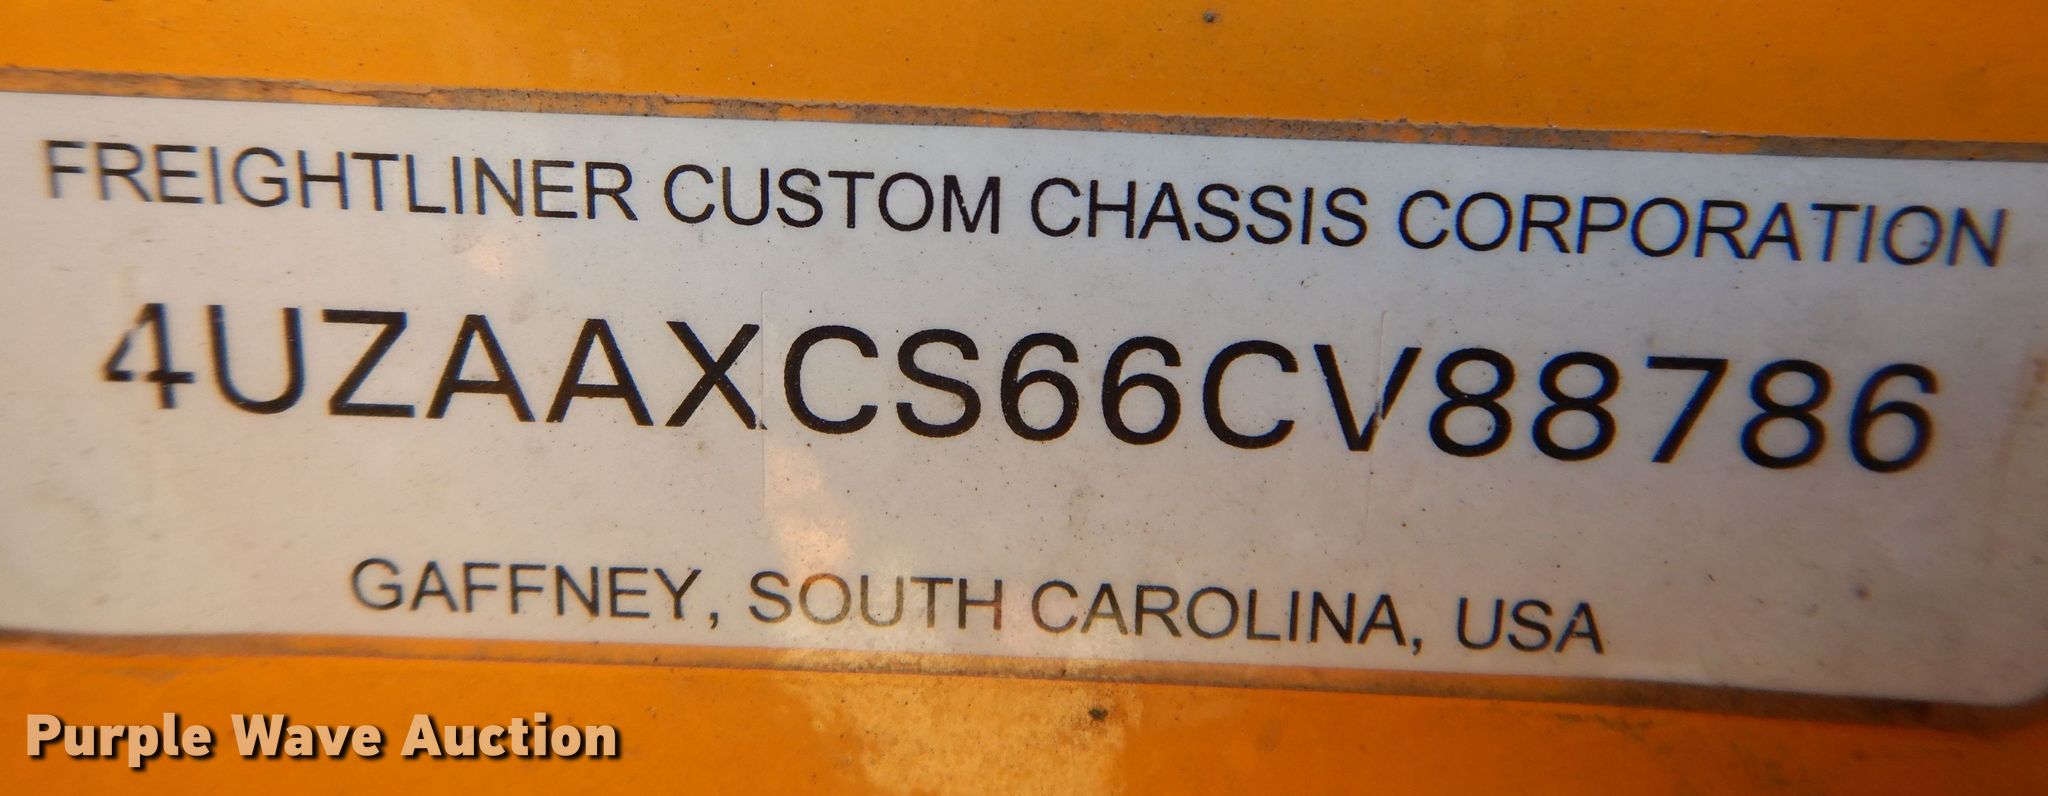 FREIGHTLINER CUSTOM CHASSIS CORPORATION
4UZAAXCS66CV88786
GAFFNEY, SOUTH CAROLINA, USA
Purple Wave Auction